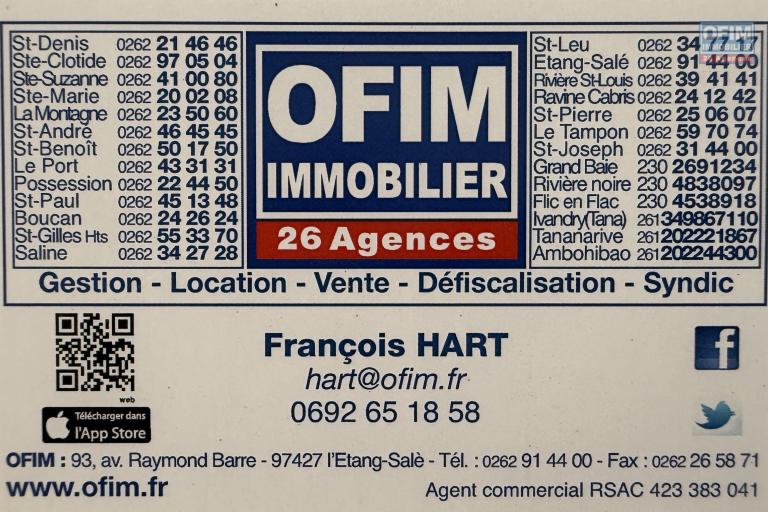 St-Denis 0262 21 46 46
Ste-Clotide 0262 97 05 04
Ste-Suzanne 0262 41 00 80
Ste-Marie 0262 20 02 08
La Montagne 0262 23 50 60
St-André 0262 46 45 45
St-Benoît 0262 50 17 50
Le Port 0262 43 31 31
Possession 0262 22 44 50
St-Paul 0262 45 13 48
Boucan 0262 24 26 24
St-Gilles Hts 0262 55 33 70
Saline 0262 34 27 28
OFIM
IMMOBILIER
26 Agences
St-Leu 0262 34 77 17
Etang-Salé 0262 91 44 00
Rivière St-Louis 0262 39 41 41
Ravine Cabris 0262 24 12 42
St-Pierre 0262 25 06 07
Le Tampon 0262 59 70 74
St-Joseph 0262 31 44 00
Grand Baie 230 2691234
Rivière noire 230 4838097
Flic en Flac 230 4538918
Ivandry(Tana) 261349867110
Tananarive 261202221867
Ambohibao 261202244300
OFIM
IMMOBILIER
Gestion - Location - Vente - Défiscalisation - Syndic
François HART
hart@ofim.fr
0692 65 18 58
web
Télécharger dans
l'App Store
f
OFIM : 93, av. Raymond Barre - 97427 l'Etang-Salè - Tél. : 0262 91 44 00 - Fax : 0262 26 58 71
www.ofim.fr
Agent commercial RSAC 423 383 041